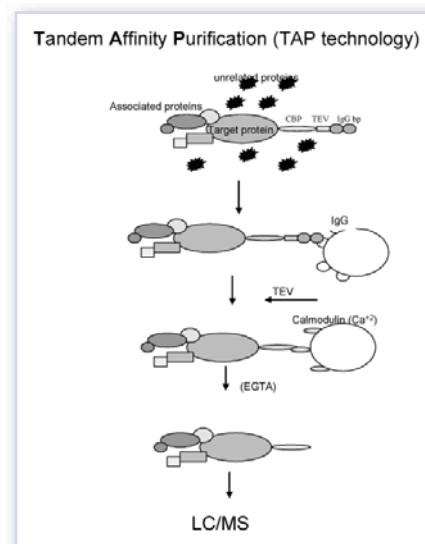 Tandem Affinity Purification (TAP technology)
unrelated proteins
Associated proteins
CBP TEV IgG bp
Target protein
IgG
TEV
Calmodulin (Ca+2)
(EGTA)
LC/MS